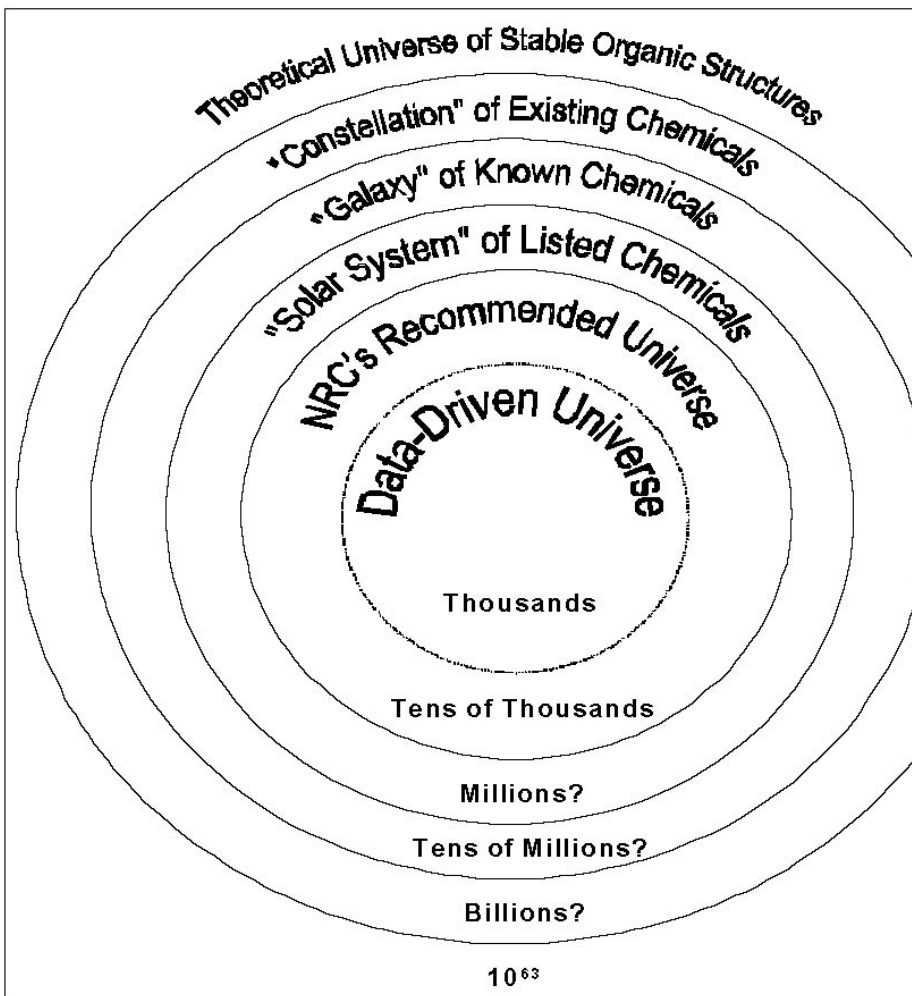 Theoretical Universe of Stable Organic Structures
"Constellation" of Existing Chemicals
"Galaxy" of Known Chemicals
"Solar System" of Listed Chemicals
NRC's Recommended Universe
Data-Driven Universe
Thousands
Tens of Thousands
Millions?
Tens of Millions?
Billions?
10⁶³